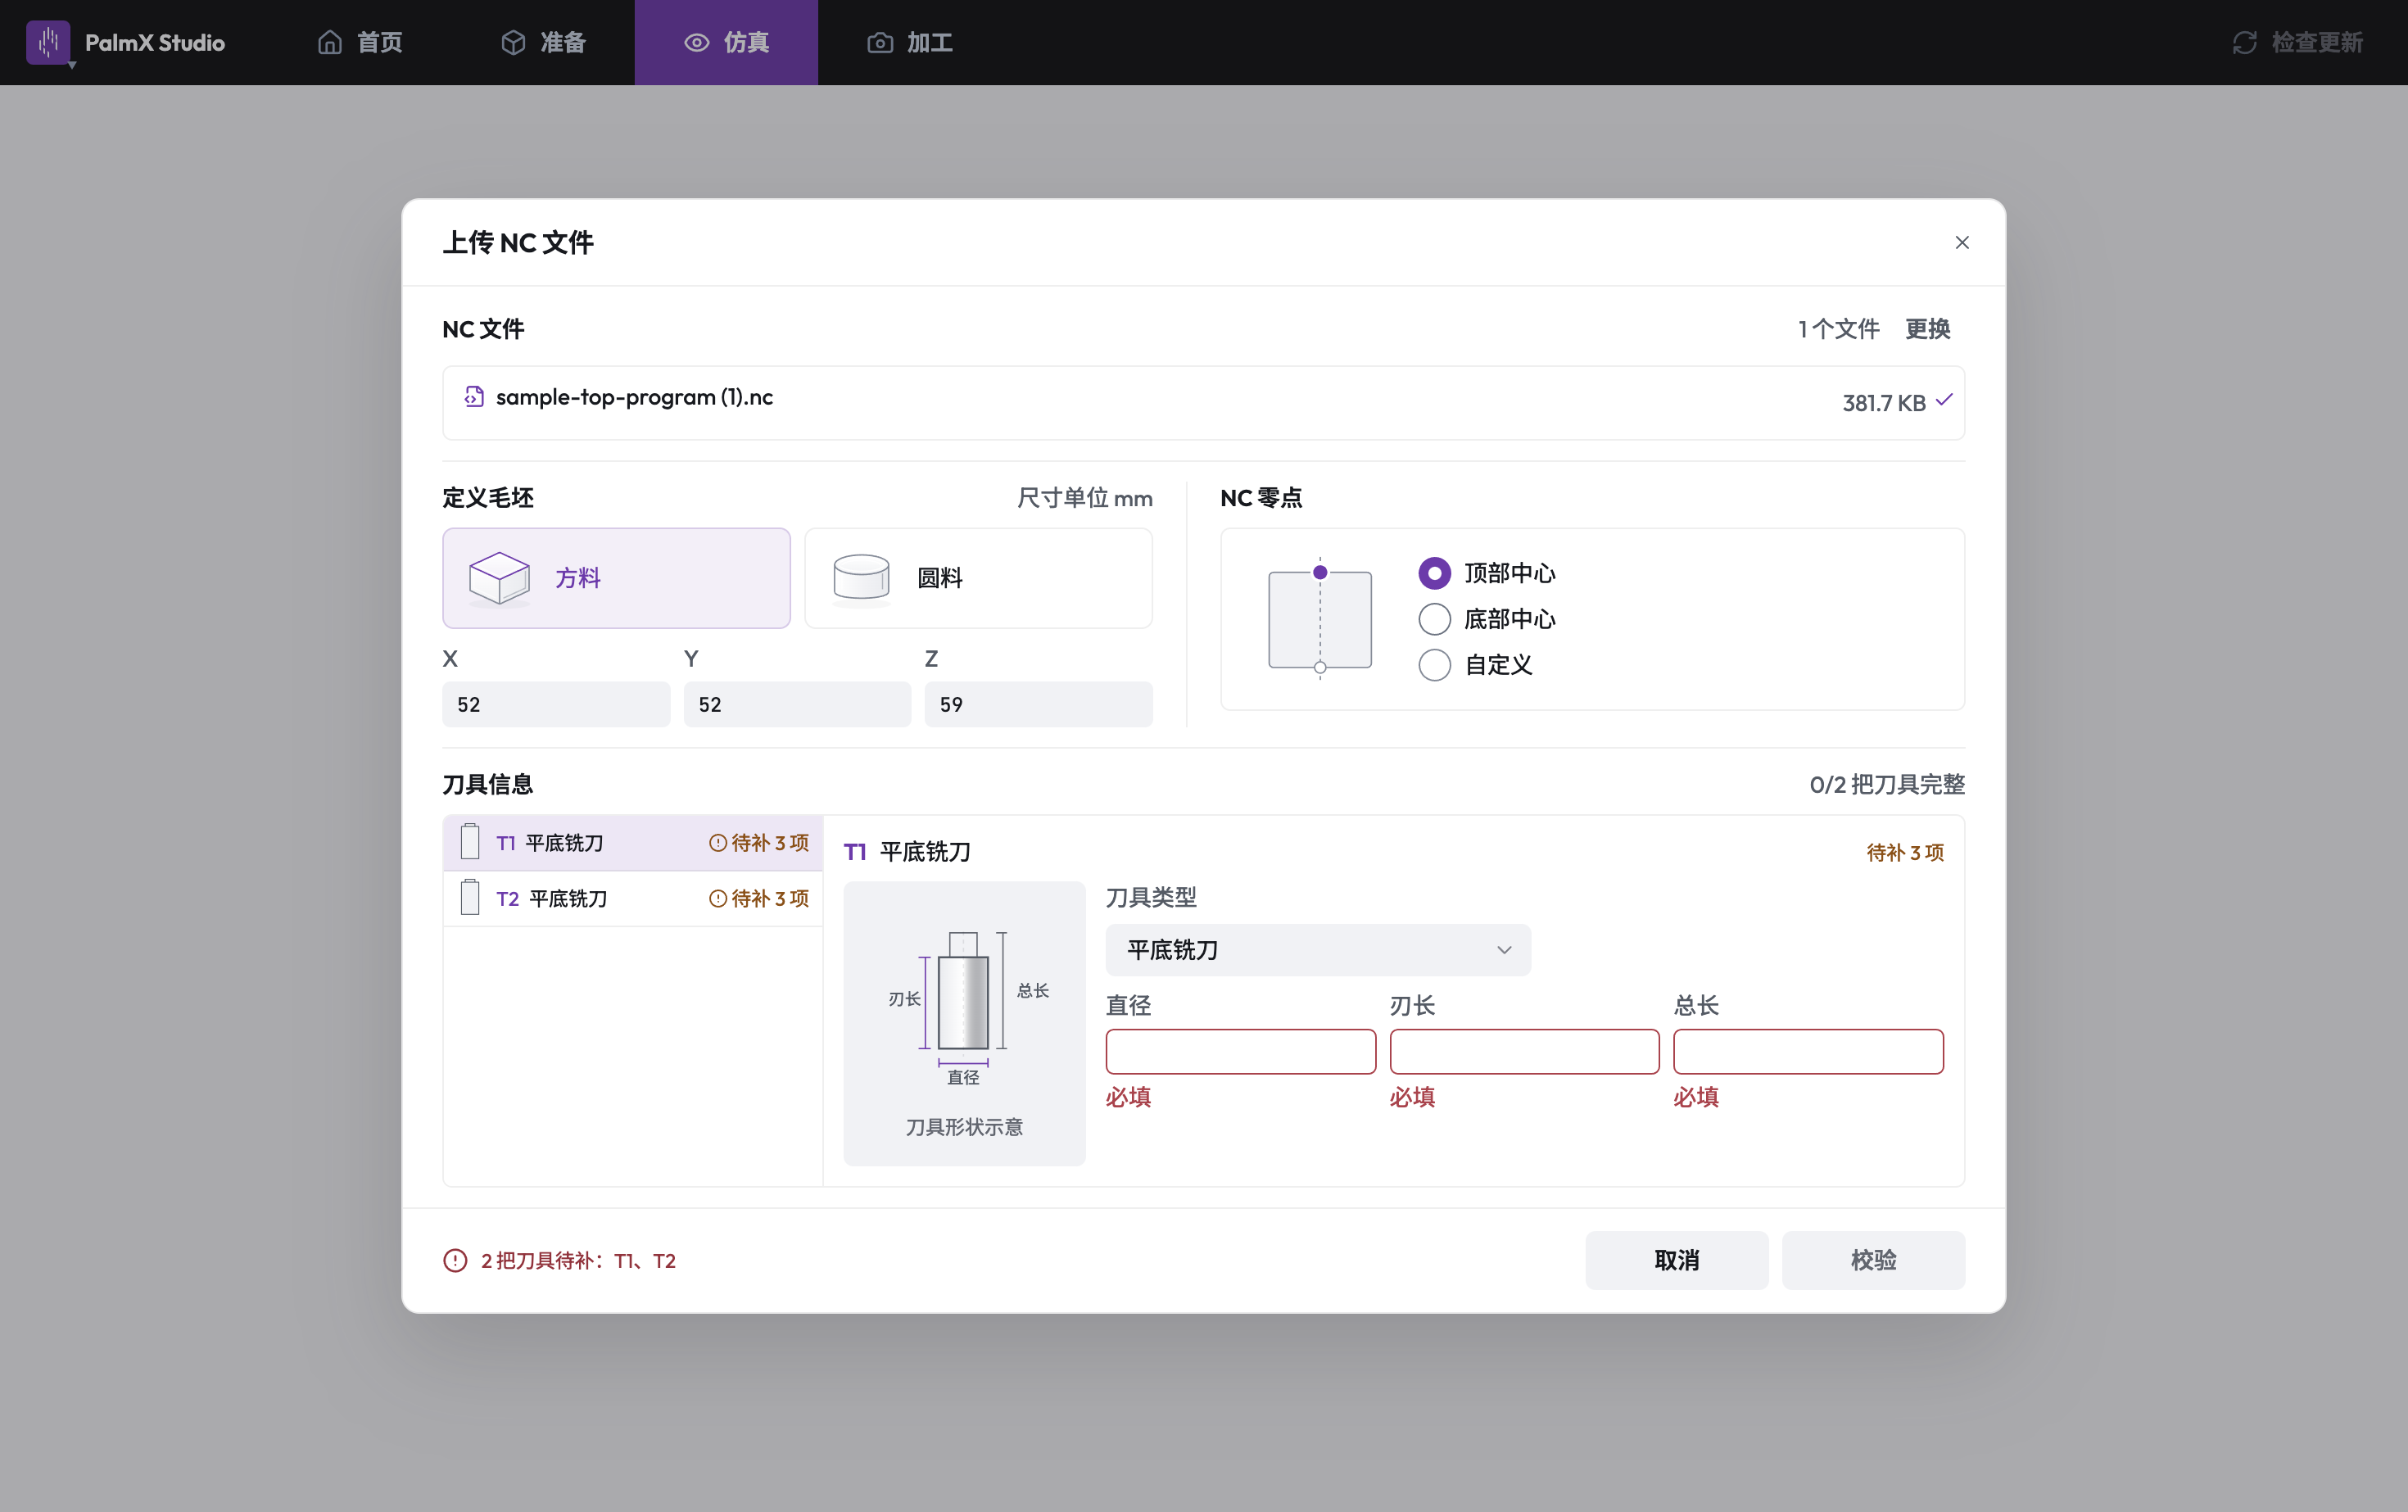 PalmX Studio 首页 准备 仿真 加工 检查更新
上传 NC 文件
NC 文件 1 个文件 更换
sample-top-program (1).nc 381.7 KB
定义毛坯 尺寸单位 mm
方料 圆料
X Y Z
52 52 59
NC 零点
顶部中心
底部中心
自定义
刀具信息 0/2 把刀具完整
T1 平底铣刀 待补 3 项
T2 平底铣刀 待补 3 项
T1 平底铣刀 待补 3 项
刃长 总长
直径
刀具形状示意
刀具类型
平底铣刀
直径 刃长 总长
必填 必填 必填
2 把刀具待补：T1、T2
取消 校验